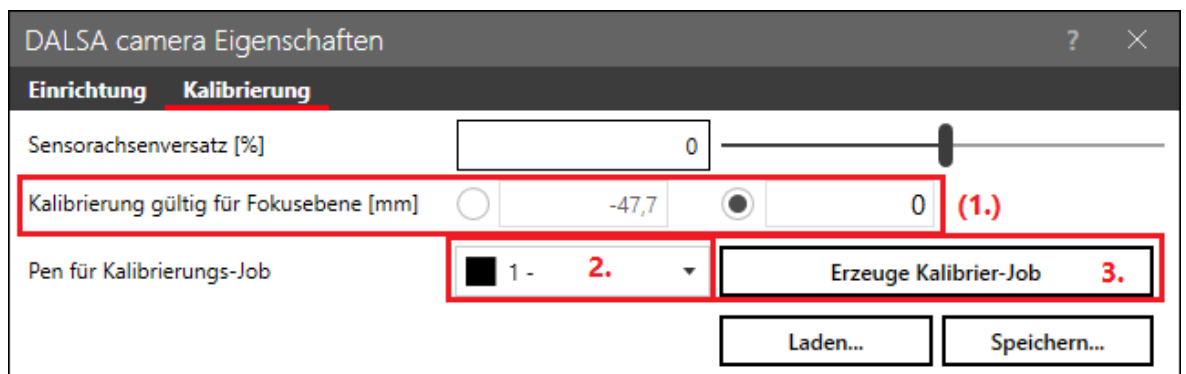 DALSA camera Eigenschaften ?
Einrichtung Kalibrierung
Sensorachsenversatz [%] 0
Kalibrierung gültig für Fokusebene [mm] -47,7 0 (1.)
Pen für Kalibrierungs-Job 1 - 2. Erzeuge Kalibrier-Job 3.
Laden... Speichern...